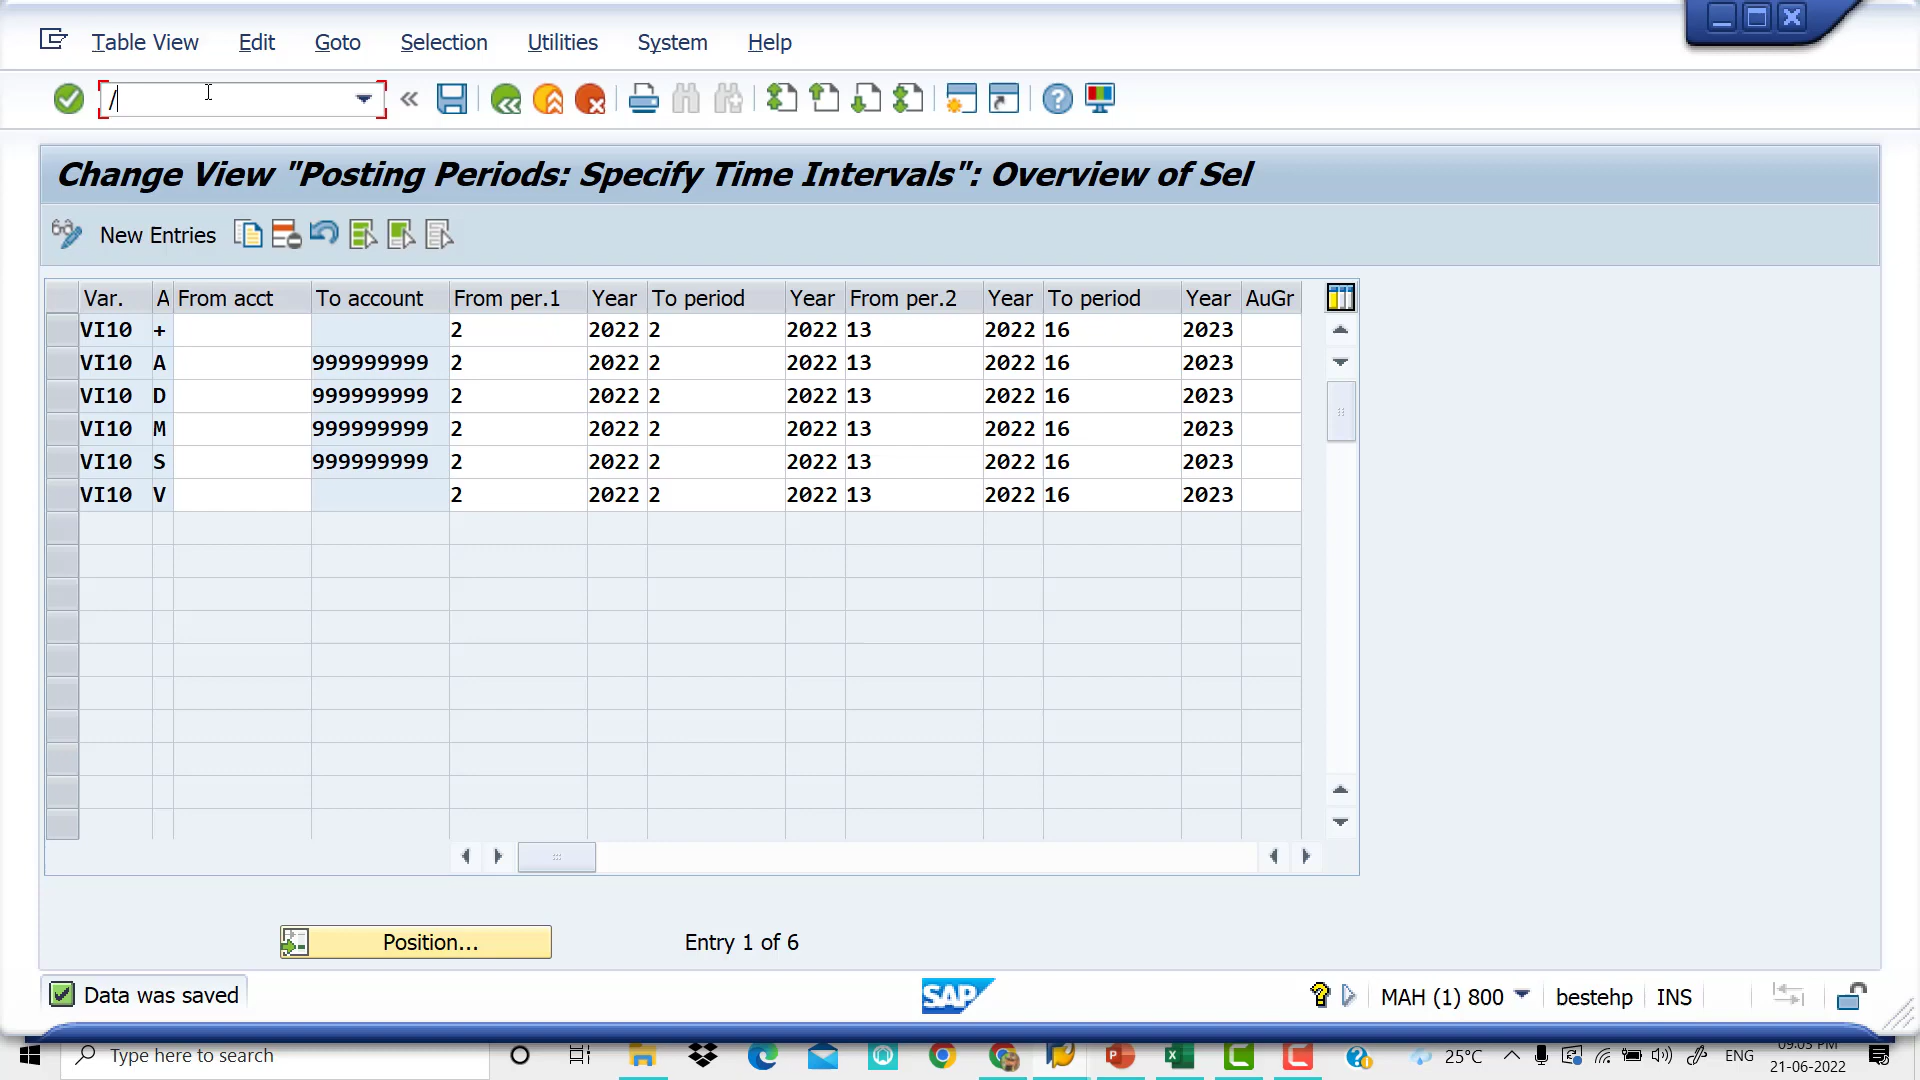 Table View Edit Goto Selection Utilities System Help
/
Change View "Posting Periods: Specify Time Intervals": Overview of Sel
New Entries
Var. A From acct To account From per.1 Year To period Year From per.2 Year To period Year AuGr
VI10 + 2 2022 2 2022 13 2022 16 2023
VI10 A 999999999 2 2022 2 2022 13 2022 16 2023
VI10 D 999999999 2 2022 2 2022 13 2022 16 2023
VI10 M 999999999 2 2022 2 2022 13 2022 16 2023
VI10 S 999999999 2 2022 2 2022 13 2022 16 2023
VI10 V 2 2022 2 2022 13 2022 16 2023
Position... Entry 1 of 6
Data was saved SAP MAH (1) 800 bestehp INS
Type here to search 25°C ENG 09:03 PM
21-06-2022